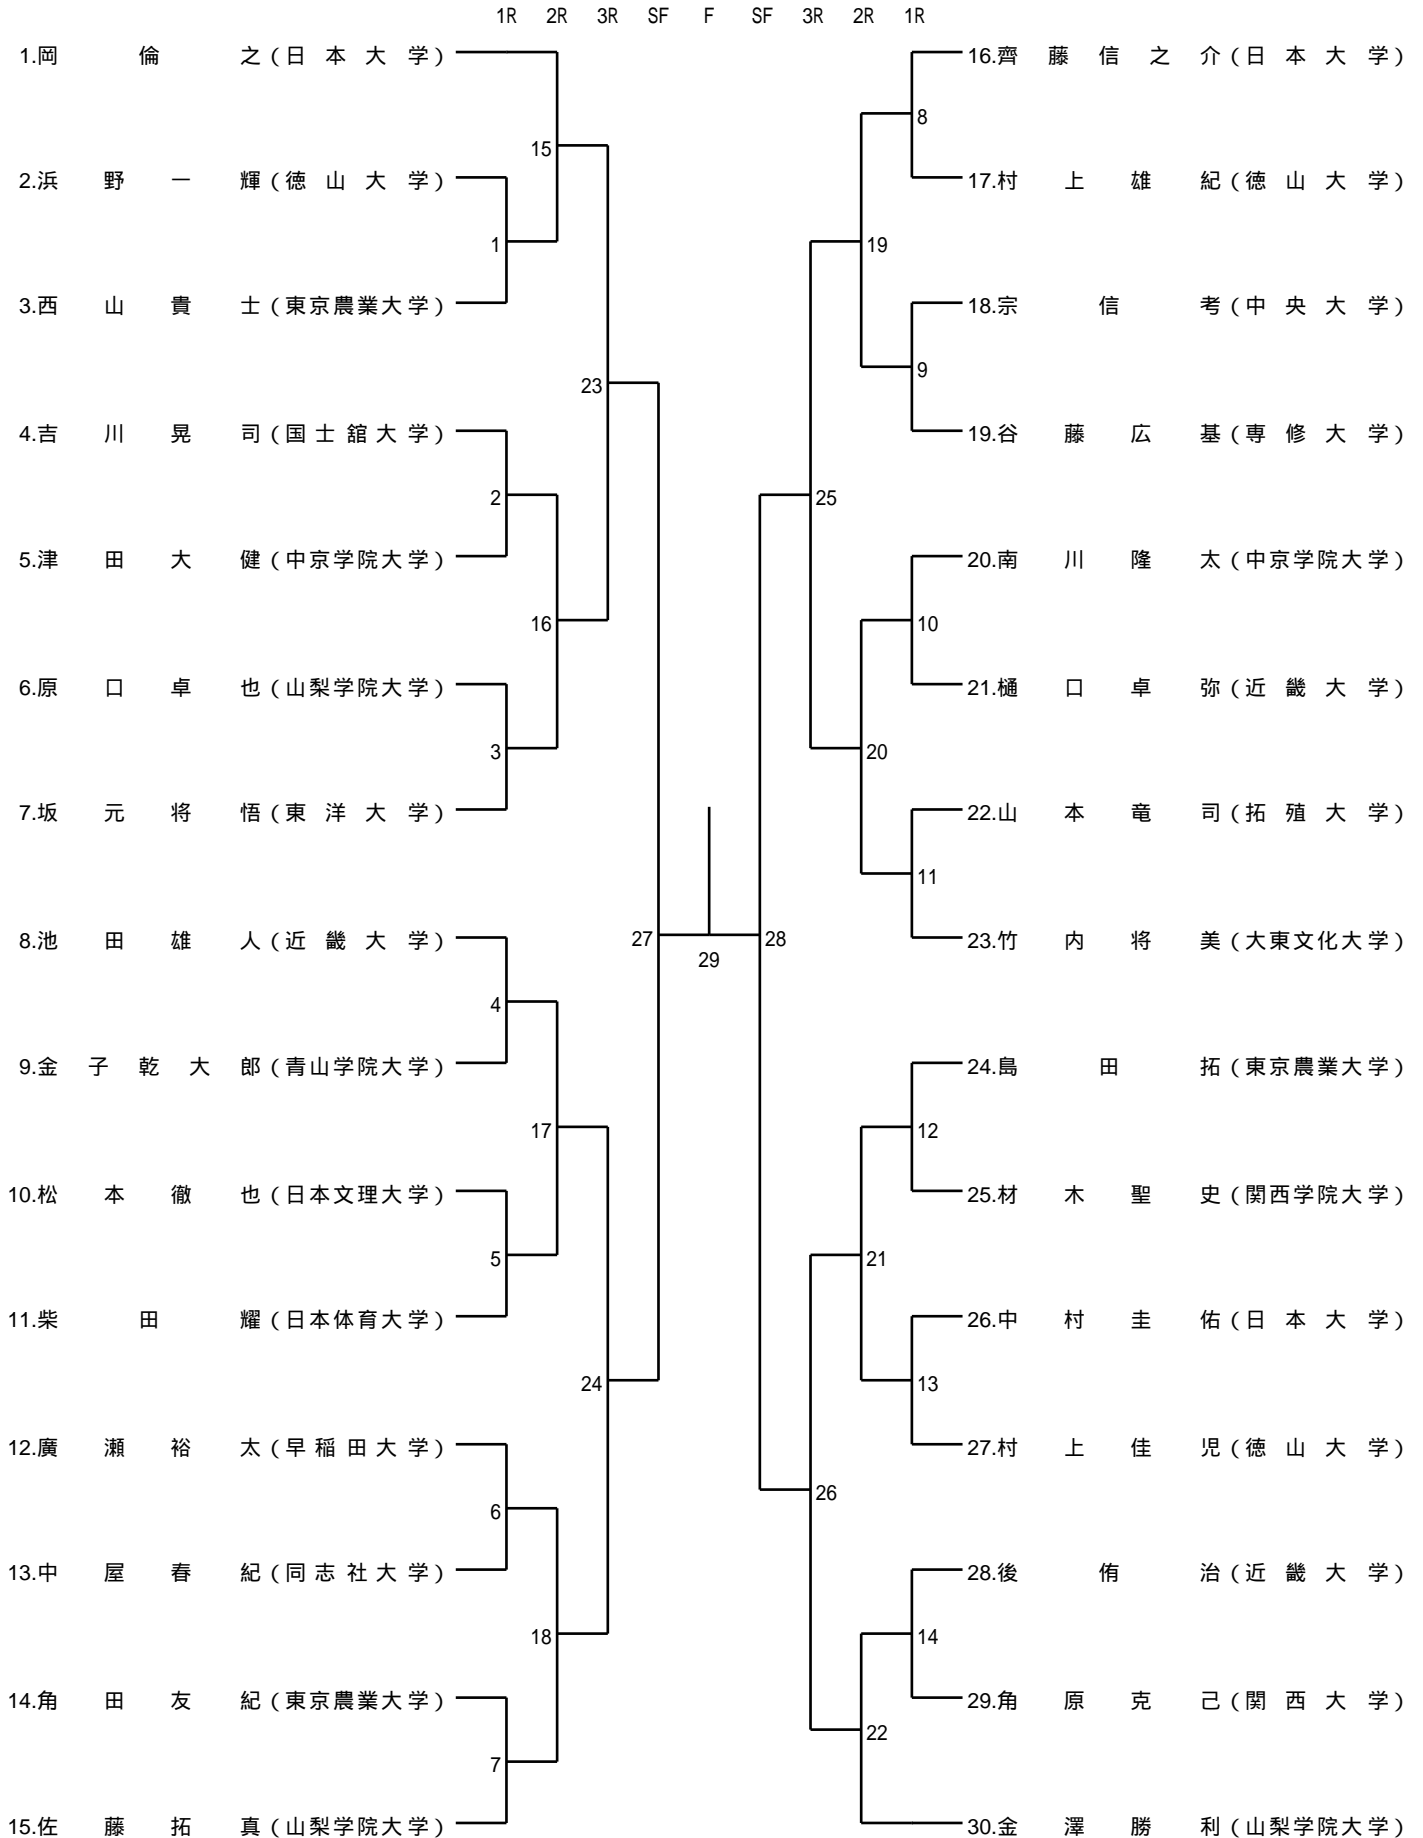 1R 2R 3R SF F SF 3R 2R 1R
1.岡倫之(日本大学)
2.浜野一輝(徳山大学)
3.西山貴士(東京農業大学)
4.吉川晃司(国士舘大学)
5.津田大健(中京学院大学)
6.原口卓也(山梨学院大学)
7.坂元将悟(東洋大学)
8.池田雄人(近畿大学)
9.金子乾大郎(青山学院大学)
10.松本徹也(日本文理大学)
11.柴田耀(日本体育大学)
12.廣瀬裕太(早稲田大学)
13.中屋春紀(同志社大学)
14.角田友紀(東京農業大学)
15.佐藤拓真(山梨学院大学)
1
2
3
4
5
6
7
15
16
17
18
23
24
27
29
28
25
26
19
20
21
22
8
9
10
11
12
13
14
16.齊藤信之介(日本大学)
17.村上雄紀(徳山大学)
18.宗信考(中央大学)
19.谷藤広基(専修大学)
20.南川隆太(中京学院大学)
21.樋口卓弥(近畿大学)
22.山本竜司(拓殖大学)
23.竹内将美(大東文化大学)
24.島田拓(東京農業大学)
25.材木聖史(関西学院大学)
26.中村圭佑(日本大学)
27.村上佳児(徳山大学)
28.後侑治(近畿大学)
29.角原克己(関西大学)
30.金澤勝利(山梨学院大学)